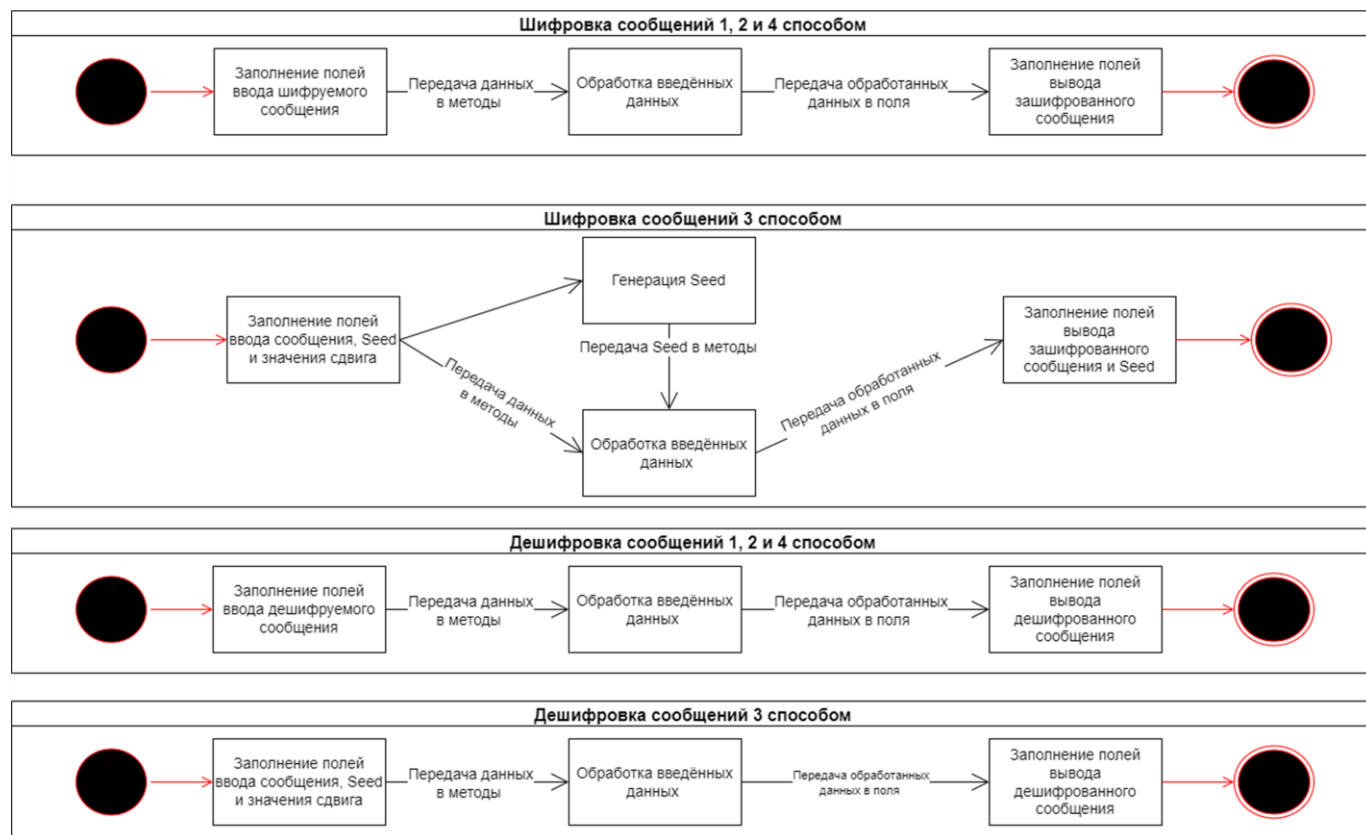 Шифровка сообщений 1, 2 и 4 способом
Заполнение полей
ввода шифруемого
сообщения
Передача данных
в методы
Обработка введённых
данных
Передача обработанных
данных в поля
Заполнение полей
вывода
зашифрованного
сообщения
Шифровка сообщений 3 способом
Заполнение полей
ввода сообщения, Seed
и значения сдвига
Генерация Seed
Передача Seed в методы
Передача данных
в методы
Обработка введённых
данных
Передача обработанных
данных в поля
Заполнение полей
вывода
зашифрованного
сообщения и Seed
Дешифровка сообщений 1, 2 и 4 способом
Заполнение полей
ввода дешифруемого
сообщения
Передача данных
в методы
Обработка введённых
данных
Передача обработанных
данных в поля
Заполнение полей
вывода
дешифрованного
сообщения
Дешифровка сообщений 3 способом
Заполнение полей
ввода сообщения, Seed
и значения сдвига
Передача данных
в методы
Обработка введённых
данных
Передача обработанных
данных в поля
Заполнение полей
вывода
дешифрованного
сообщения